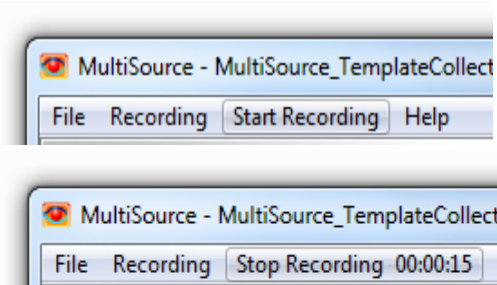 MultiSource - MultiSource_TemplateCollect
File Recording Start Recording Help
MultiSource - MultiSource_TemplateCollect
File Recording Stop Recording 00:00:15